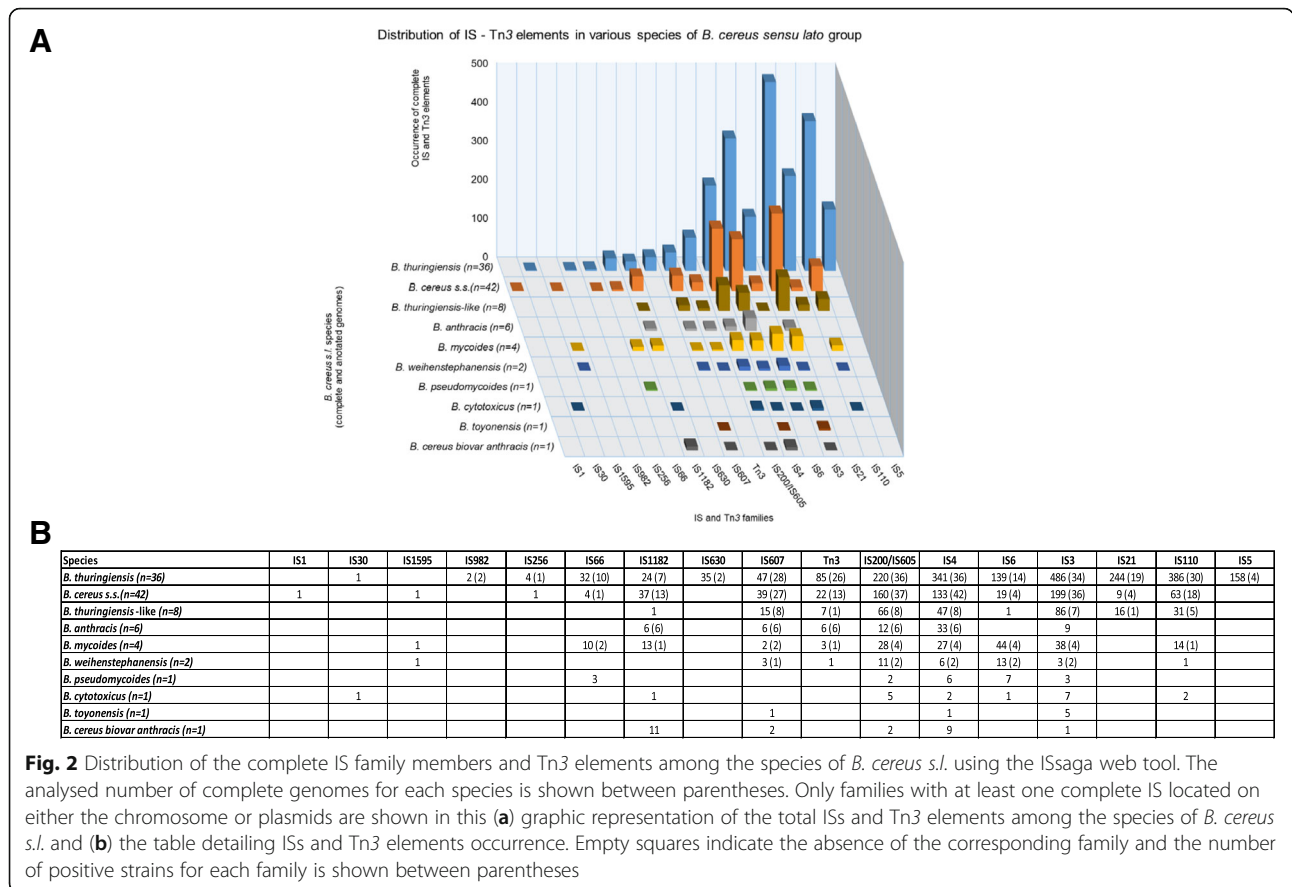 A
Distribution of IS - Tn3 elements in various species of B. cereus sensu lato group
Occurrence of complete
IS and Tn3 elements
500
400
300
200
100
0
B. cereus s.l. species
(complete and anotated genomes)
B. thuringiensis (n=36)
B. cereus s.s.(n=42)
B. thuringiensis-like (n=8)
B. anthracis (n=6)
B. mycoides (n=4)
B. weihenstephanensis (n=2)
B. pseudomycoides (n=1)
B. cytotoxicus (n=1)
B. toyonensis (n=1)
B. cereus biovar anthracis (n=1)
IS1
IS30
IS1595
IS982
IS256
IS66
IS1182
IS630
IS607
Tn3
IS200/IS605
IS4
IS6
IS3
IS21
IS110
IS5
IS and Tn3 families
B
Species IS1 IS30 IS1595 IS982 IS256 IS66 IS1182 IS630 IS607 Tn3 IS200/IS605 IS4 IS6 IS3 IS21 IS110 IS5
B. thuringiensis (n=36) 1 2 (2) 4 (1) 32 (10) 24 (7) 35 (2) 47 (28) 85 (26) 220 (36) 341 (36) 139 (14) 486 (34) 244 (19) 386 (30) 158 (4)
B. cereus s.s.(n=42) 1 1 1 4 (1) 37 (13) 39 (27) 22 (13) 160 (37) 133 (42) 19 (4) 199 (36) 9 (4) 63 (18)
B. thuringiensis -like (n=8) 1 15 (8) 7 (1) 66 (8) 47 (8) 1 86 (7) 16 (1) 31 (5)
B. anthracis (n=6) 6 (6) 6 (6) 6 (6) 12 (6) 33 (6) 9
B. mycoides (n=4) 1 10 (2) 13 (1) 2 (2) 3 (1) 28 (4) 27 (4) 44 (4) 38 (4) 14 (1)
B. weihenstephanensis (n=2) 1 3 (1) 1 11 (2) 6 (2) 13 (2) 3 (2) 1
B. pseudomycoides (n=1) 3 2 6 7 3
B. cytotoxicus (n=1) 1 1 5 2 1 7 2
B. toyonensis (n=1) 1 1 5
B. cereus biovar anthracis (n=1) 11 2 2 9 1
Fig. 2 Distribution of the complete IS family members and Tn3 elements among the species of B. cereus s.l. using the ISsaga web tool. The
analysed number of complete genomes for each species is shown between parentheses. Only families with at least one complete IS located on
either the chromosome or plasmids are shown in this (a) graphic representation of the total ISs and Tn3 elements among the species of B. cereus
s.l. and (b) the table detailing ISs and Tn3 elements occurrence. Empty squares indicate the absence of the corresponding family and the number
of positive strains for each family is shown between parentheses